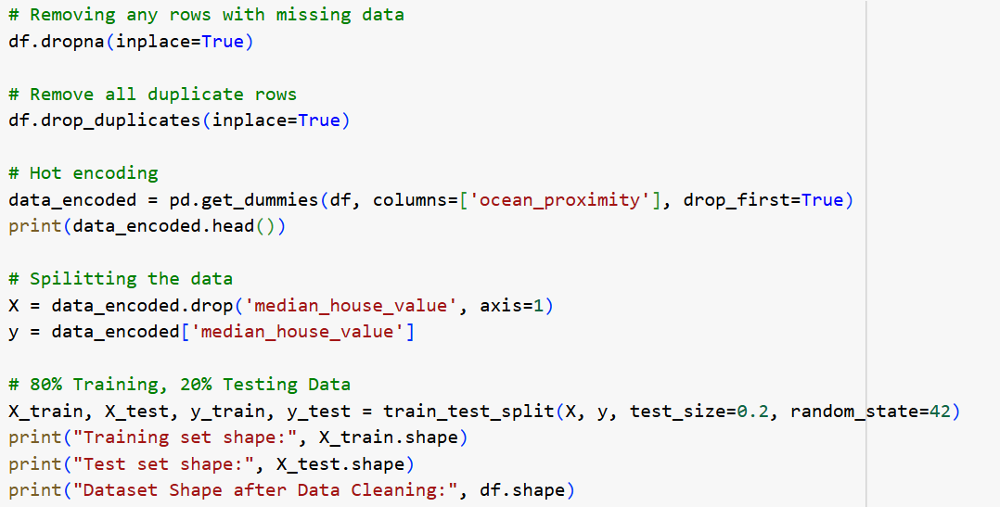 # Removing any rows with missing data
df.dropna(inplace=True)
# Remove all duplicate rows
df.drop_duplicates(inplace=True)
# Hot encoding
data_encoded = pd.get_dummies(df, columns=['ocean_proximity'], drop_first=True)
print(data_encoded.head())
# Spilitting the data
X = data_encoded.drop('median_house_value', axis=1)
y = data_encoded['median_house_value']
# 80% Training, 20% Testing Data
X_train, X_test, y_train, y_test = train_test_split(X, y, test_size=0.2, random_state=42)
print("Training set shape:", X_train.shape)
print("Test set shape:", X_test.shape)
print("Dataset Shape after Data Cleaning:", df.shape)